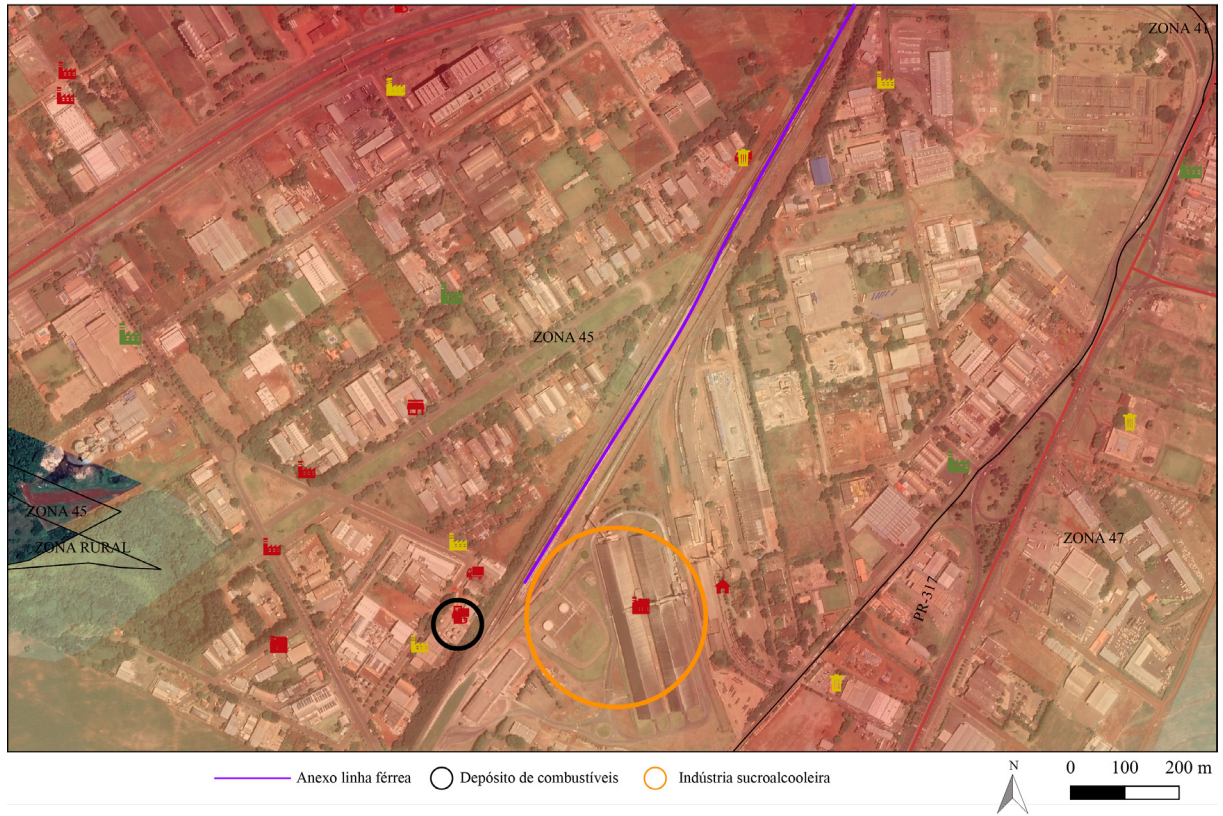 ZONA 41
ZONA 45
ZONA 45
ZONA RURAL
ZONA 47
PR-317
Anexo linha férrea
Depósito de combustíveis
Indústria sucroalcooleira
N
0 100 200 m